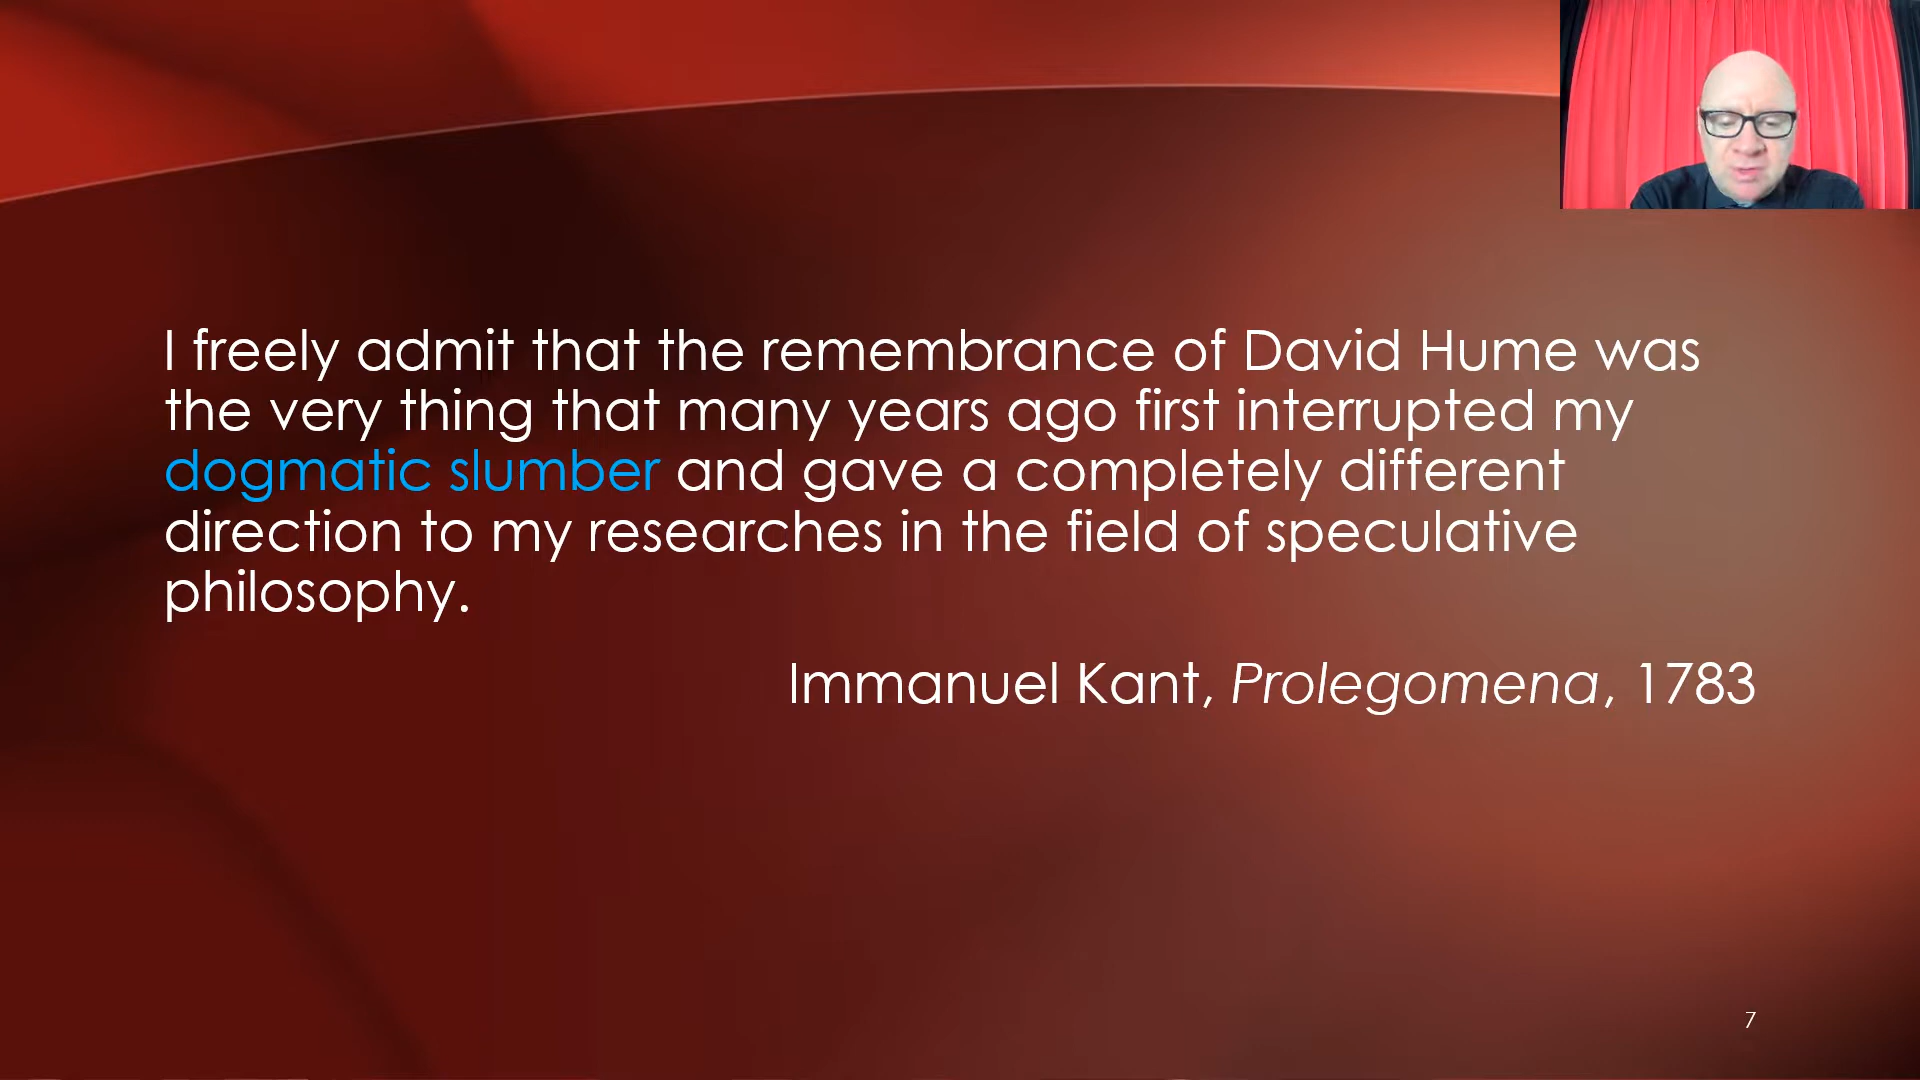 I freely admit that the remembrance of David Hume was
the very thing that many years ago first interrupted my
dogmatic slumber and gave a completely different
direction to my researches in the field of speculative
philosophy.
Immanuel Kant, Prolegomena, 1783
7